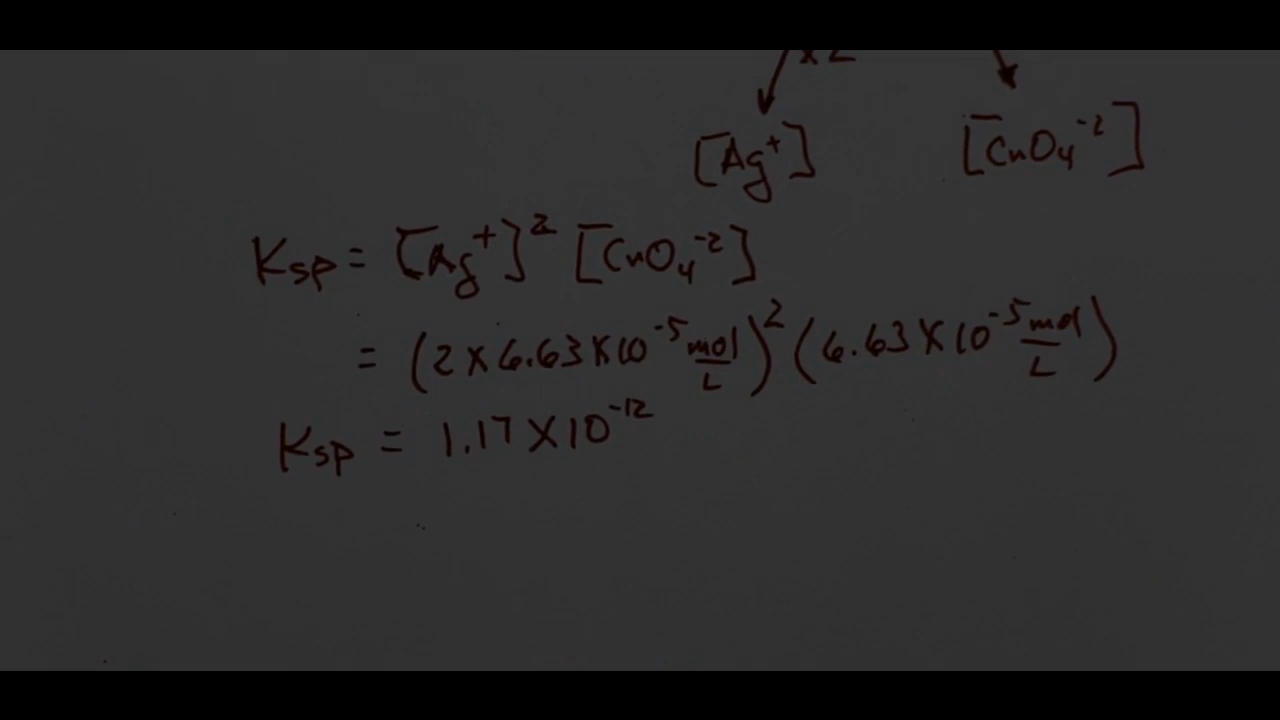 x2
[Ag⁺] [CrO₄⁻²]
Ksp = [Ag⁺]² [CrO₄⁻²]
= (2 × 6.63 × 10⁻⁵ mol/L)² (6.63 × 10⁻⁵ mol/L)
Ksp = 1.17 × 10⁻¹²